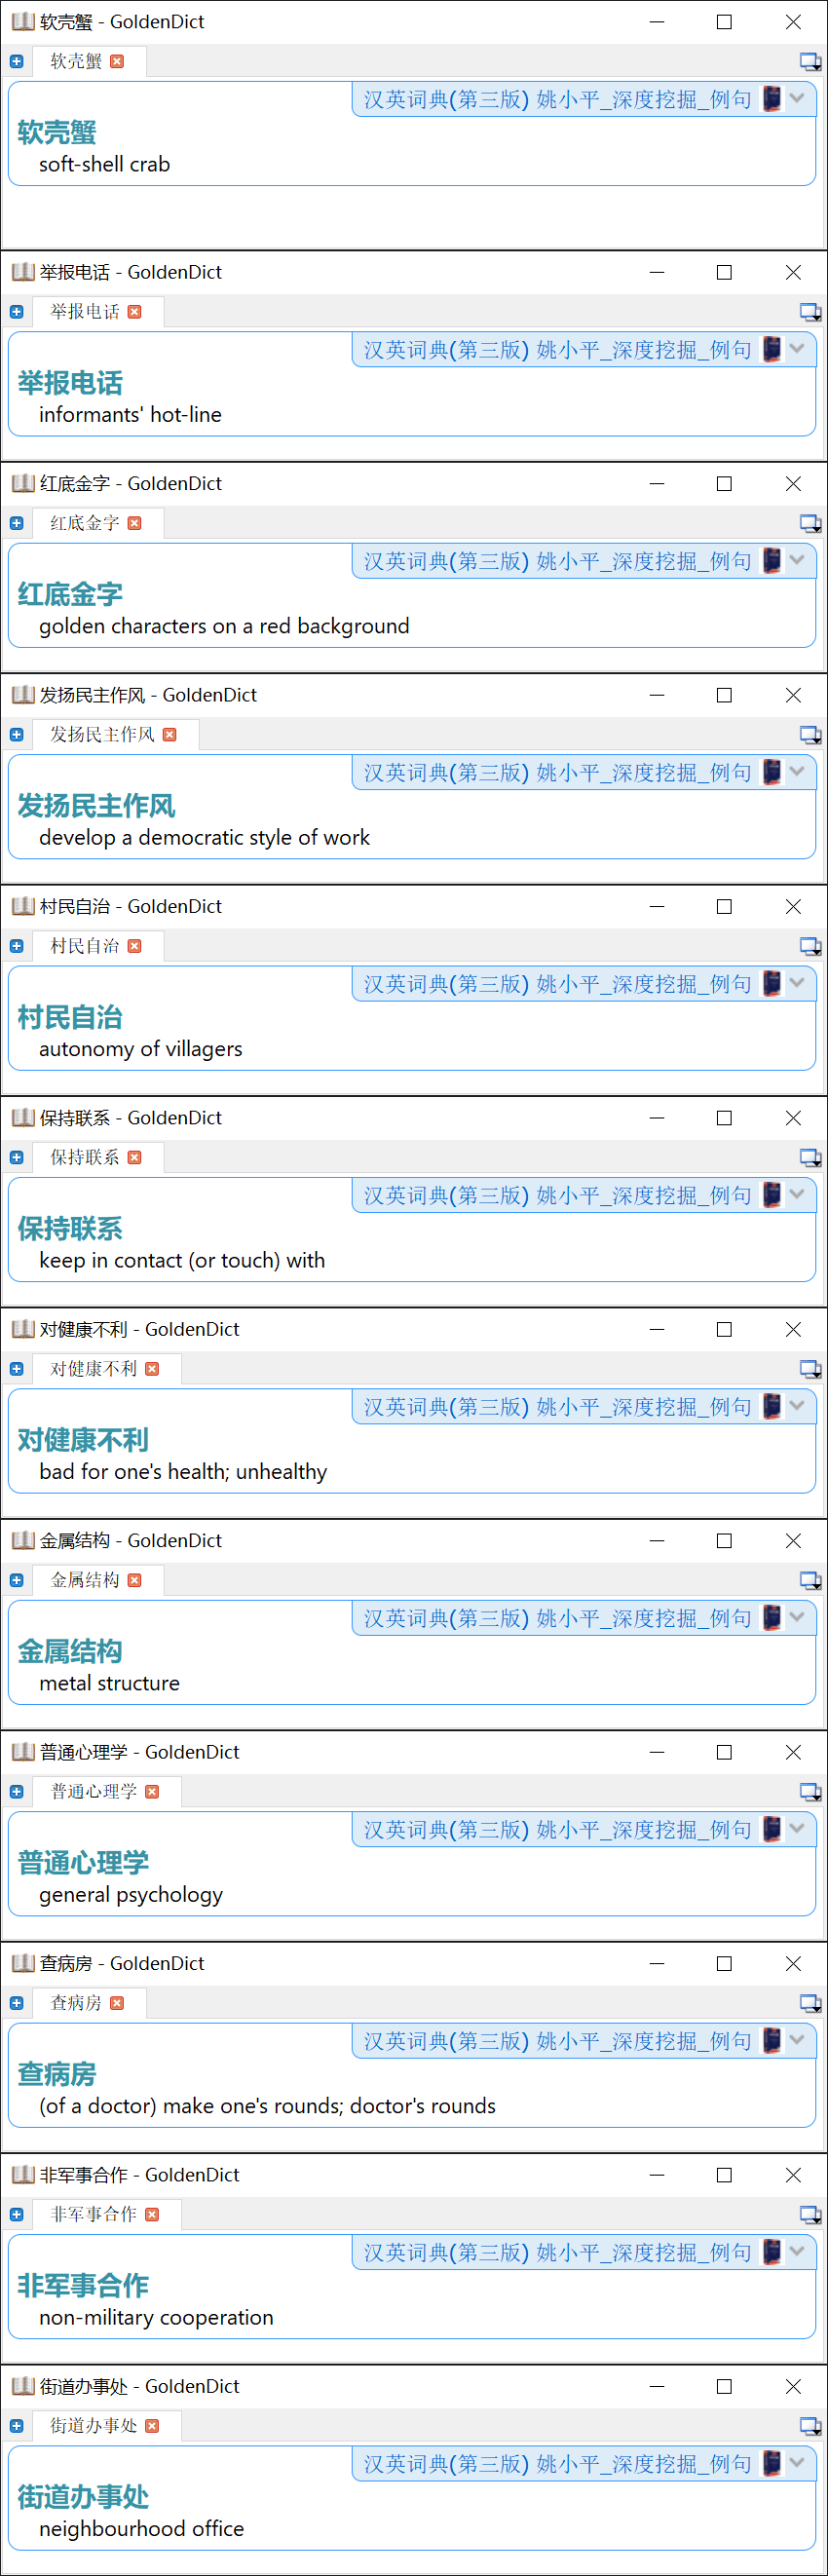 软壳蟹 - GoldenDict
软壳蟹
汉英词典(第三版) 姚小平_深度挖掘_例句
软壳蟹
soft-shell crab
举报电话 - GoldenDict
举报电话
汉英词典(第三版) 姚小平_深度挖掘_例句
举报电话
informants' hot-line
红底金字 - GoldenDict
红底金字
汉英词典(第三版) 姚小平_深度挖掘_例句
红底金字
golden characters on a red background
发扬民主作风 - GoldenDict
发扬民主作风
汉英词典(第三版) 姚小平_深度挖掘_例句
发扬民主作风
develop a democratic style of work
村民自治 - GoldenDict
村民自治
汉英词典(第三版) 姚小平_深度挖掘_例句
村民自治
autonomy of villagers
保持联系 - GoldenDict
保持联系
汉英词典(第三版) 姚小平_深度挖掘_例句
保持联系
keep in contact (or touch) with
对健康不利 - GoldenDict
对健康不利
汉英词典(第三版) 姚小平_深度挖掘_例句
对健康不利
bad for one's health; unhealthy
金属结构 - GoldenDict
金属结构
汉英词典(第三版) 姚小平_深度挖掘_例句
金属结构
metal structure
普通心理学 - GoldenDict
普通心理学
汉英词典(第三版) 姚小平_深度挖掘_例句
普通心理学
general psychology
查病房 - GoldenDict
查病房
汉英词典(第三版) 姚小平_深度挖掘_例句
查病房
(of a doctor) make one's rounds; doctor's rounds
非军事合作 - GoldenDict
非军事合作
汉英词典(第三版) 姚小平_深度挖掘_例句
非军事合作
non-military cooperation
街道办事处 - GoldenDict
街道办事处
汉英词典(第三版) 姚小平_深度挖掘_例句
街道办事处
neighbourhood office